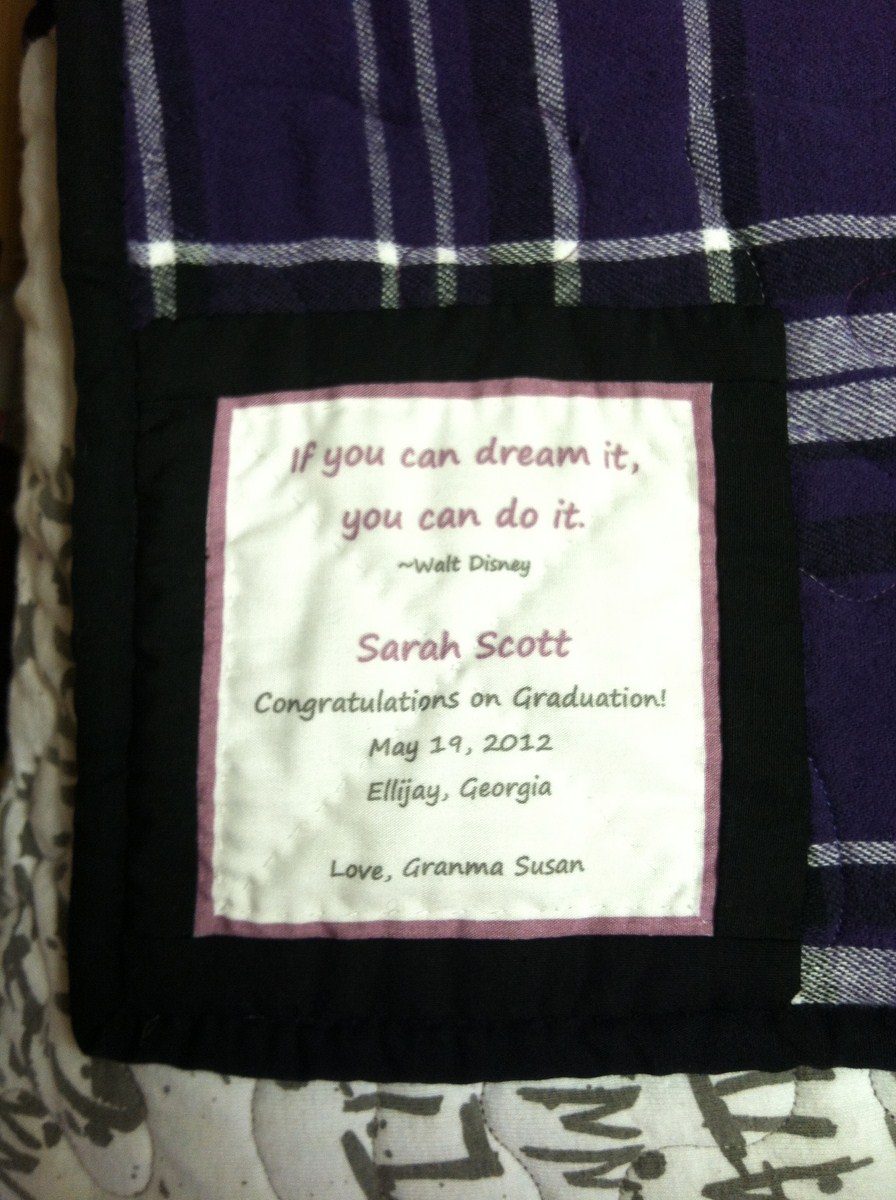 If you can dream it,
you can do it.
~Walt Disney
Sarah Scott
Congratulations on Graduation!
May 19, 2012
Ellijay, Georgia
Love, Granma Susan